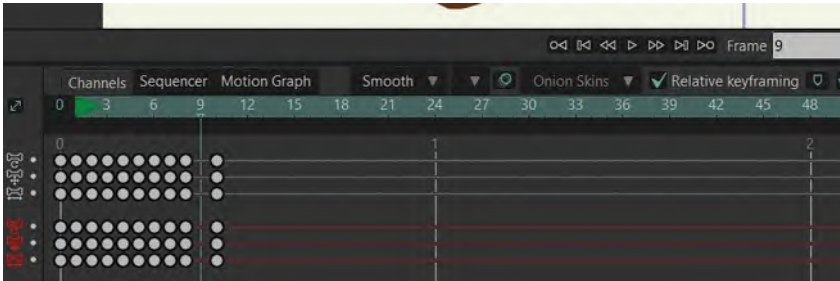 Frame 9
Channels Sequencer Motion Graph Smooth Onion Skins Relative keyframing
0 3 6 9 12 15 18 21 24 27 30 33 36 39 42 45 48
0 1 2